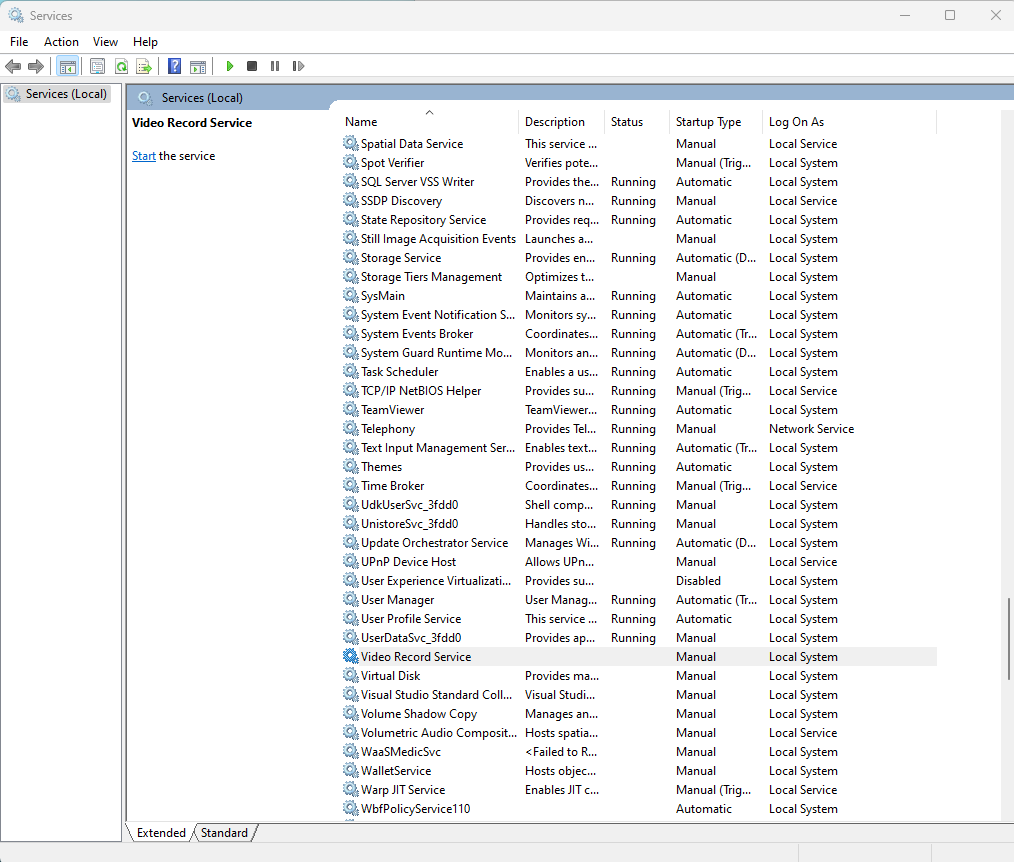 Services
File Action View Help
Services (Local)
Services (Local)
Video Record Service
Start the service
Name Description Status Startup Type Log On As
Spatial Data Service This service ... Manual Local Service
Spot Verifier Verifies pote... Manual (Trig... Local System
SQL Server VSS Writer Provides the... Running Automatic Local System
SSDP Discovery Discovers n... Running Manual Local Service
State Repository Service Provides req... Running Automatic Local System
Still Image Acquisition Events Launches a... Manual Local System
Storage Service Provides en... Running Automatic (D... Local System
Storage Tiers Management Optimizes t... Manual Local System
SysMain Maintains a... Running Automatic Local System
System Event Notification S... Monitors sy... Running Automatic Local System
System Events Broker Coordinates... Running Automatic (Tr... Local System
System Guard Runtime Mo... Monitors an... Running Automatic (D... Local System
Task Scheduler Enables a us... Running Automatic Local System
TCP/IP NetBIOS Helper Provides su... Running Manual (Trig... Local Service
TeamViewer TeamViewer... Running Automatic Local System
Telephony Provides Tel... Running Manual Network Service
Text Input Management Ser... Enables text... Running Automatic (Tr... Local System
Themes Provides us... Running Automatic Local System
Time Broker Coordinates... Running Manual (Trig... Local Service
UdkUserSvc_3fdd0 Shell comp... Running Manual Local System
UnistoreSvc_3fdd0 Handles sto... Running Manual Local System
Update Orchestrator Service Manages Wi... Running Automatic (D... Local System
UPnP Device Host Allows UPn... Manual Local Service
User Experience Virtualizati... Provides su... Disabled Local System
User Manager User Manag... Running Automatic (Tr... Local System
User Profile Service This service ... Running Automatic Local System
UserDataSvc_3fdd0 Provides ap... Running Manual Local System
Video Record Service Manual Local System
Virtual Disk Provides ma... Manual Local System
Visual Studio Standard Coll... Visual Studi... Manual Local System
Volume Shadow Copy Manages an... Manual Local System
Volumetric Audio Composit... Hosts spatia... Manual Local Service
WaaSMedicSvc <Failed to R... Manual Local System
WalletService Hosts objec... Manual Local System
Warp JIT Service Enables JIT c... Manual (Trig... Local Service
WbfPolicyService110 Automatic Local System
Extended Standard